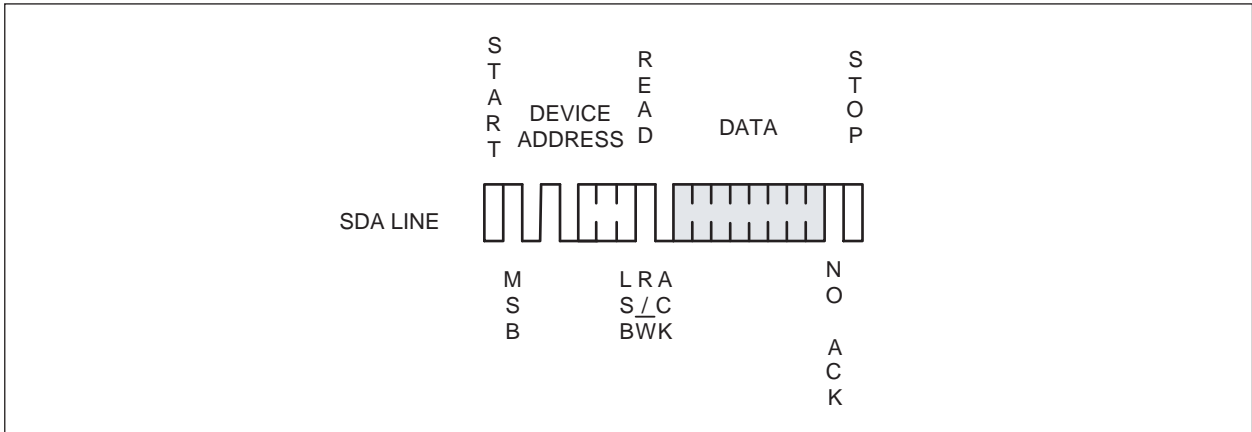 START
DEVICE
ADDRESS
READ
DATA
STOP
SDA LINE
MSB
LSB
R/W
ACK
NO ACK